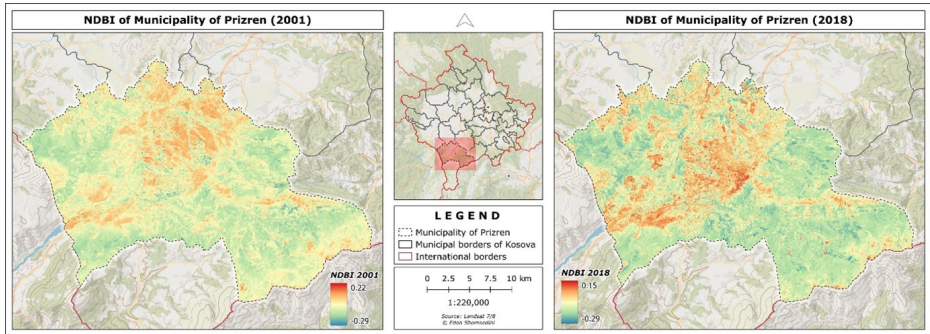 NDBI of Municipality of Prizren (2001)
NDBI 2001
0.22
-0.29
LEGEND
Municipality of Prizren
Municipal borders of Kosova
International borders
0 2.5 5 7.5 10 km
1:220,000
Source: Landsat 7/8
NDBI of Municipality of Prizren (2018)
NDBI 2018
0.15
-0.29